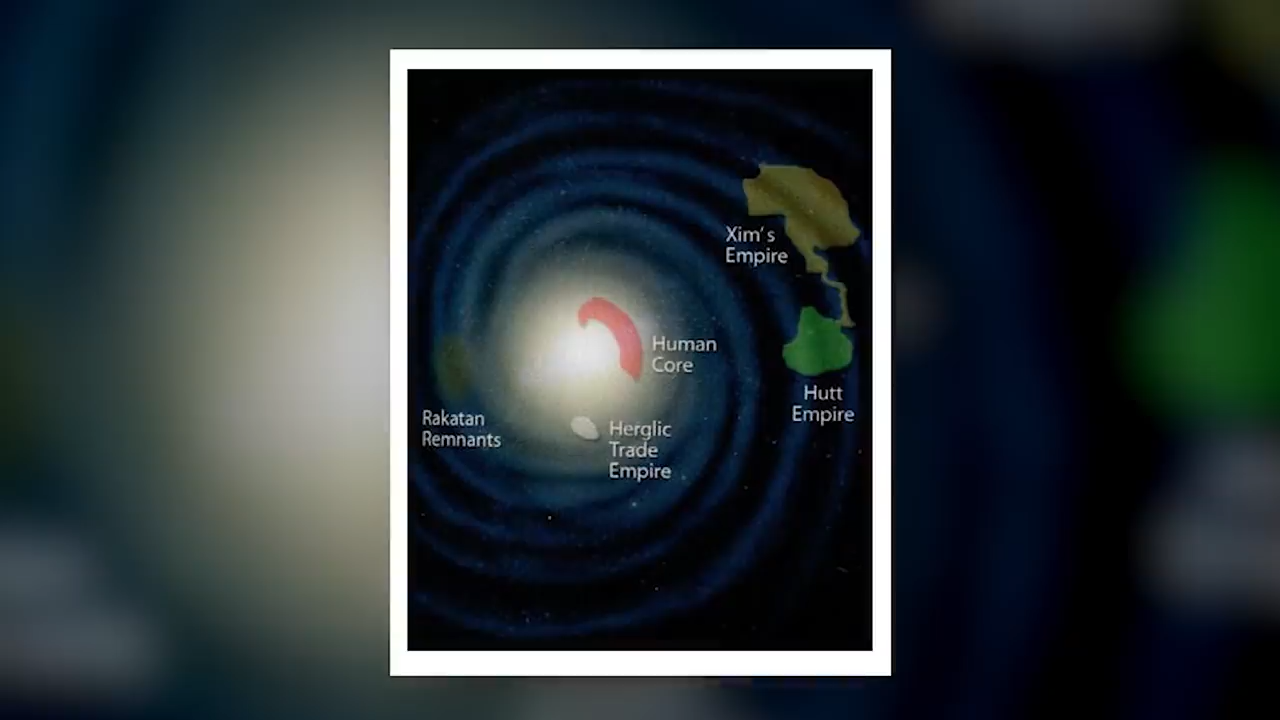 Xim's
Empire
Human
Core
Hutt
Empire
Rakatan
Remnants
Herglic
Trade
Empire